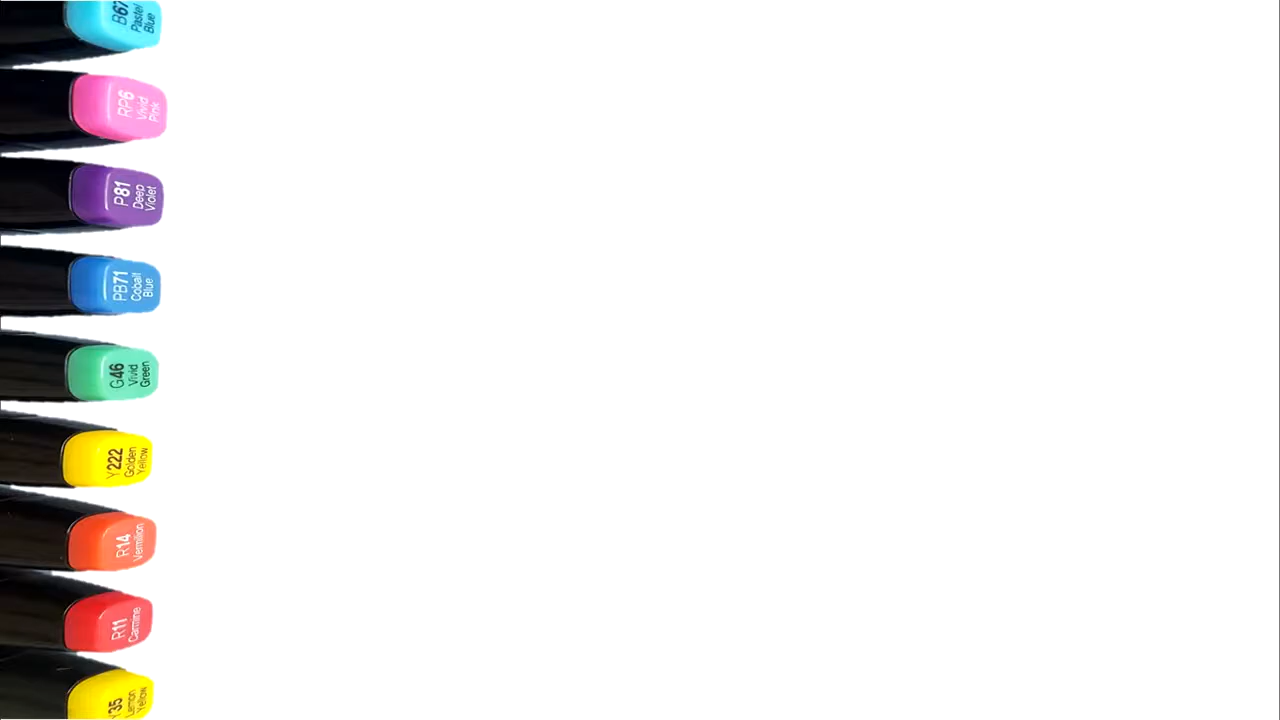 B67
Pastel
Blue
RP6
Vivid
Pink
P81
Deep
Violet
PB71
Cobalt
Blue
G46
Vivid
Green
Y222
Golden
Yellow
R14
Vermilion
R11
Carmine
Y35
Lemon
Yellow